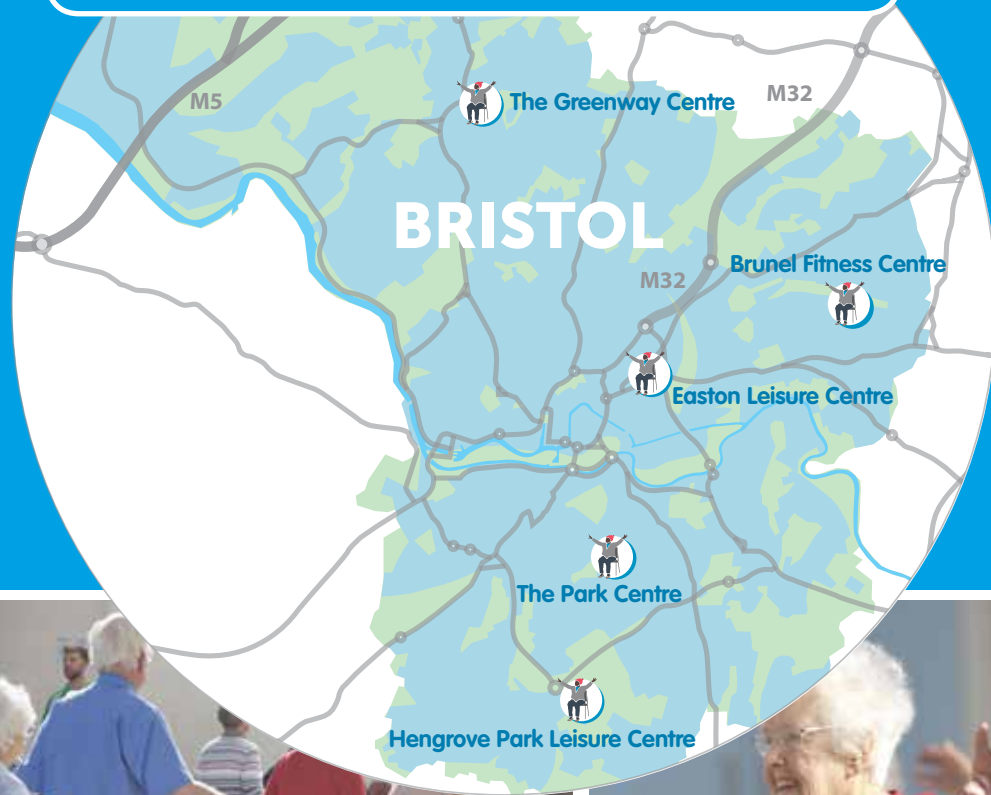 M5
The Greenway Centre
M32
BRISTOL
Brunel Fitness Centre
M32
Easton Leisure Centre
The Park Centre
Hengrove Park Leisure Centre